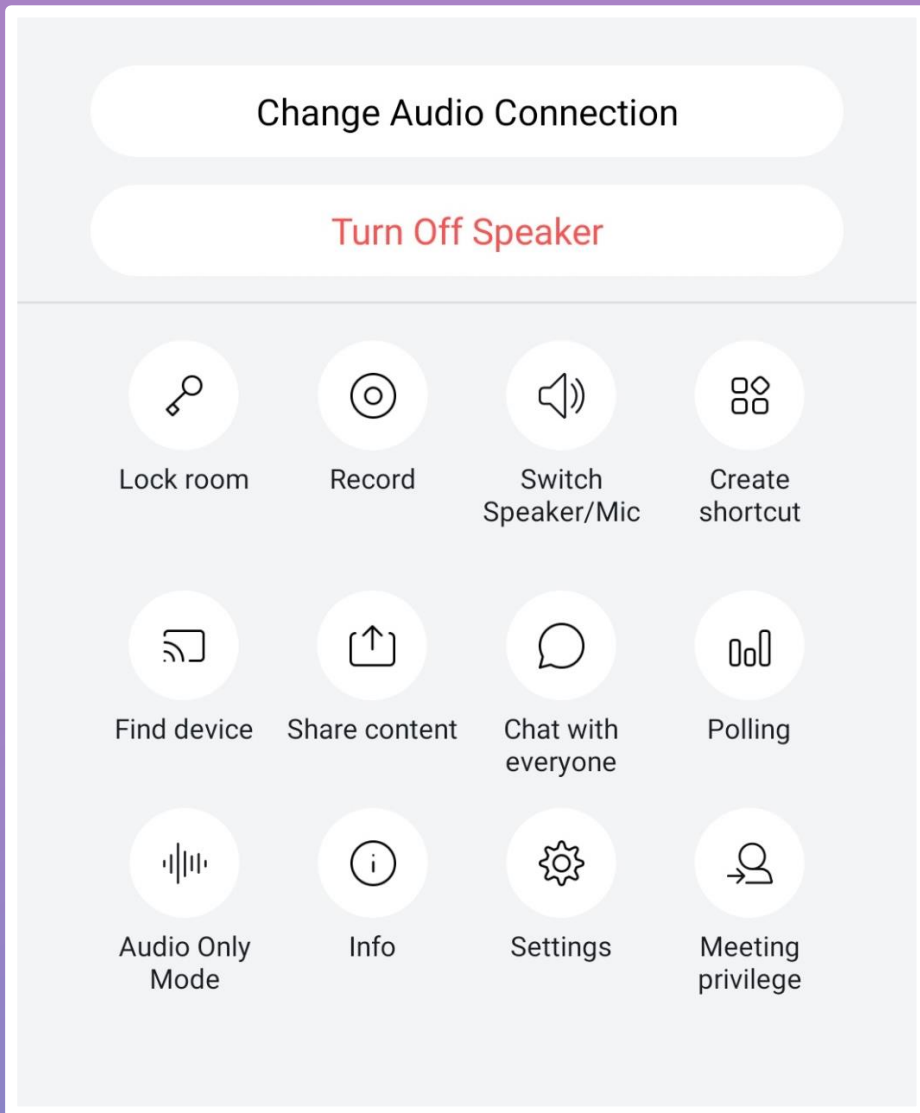 Change Audio Connection
Turn Off Speaker
Lock room
Record
Switch
Speaker/Mic
Create
shortcut
Find device
Share content
Chat with
everyone
Polling
Audio Only
Mode
Info
Settings
Meeting
privilege